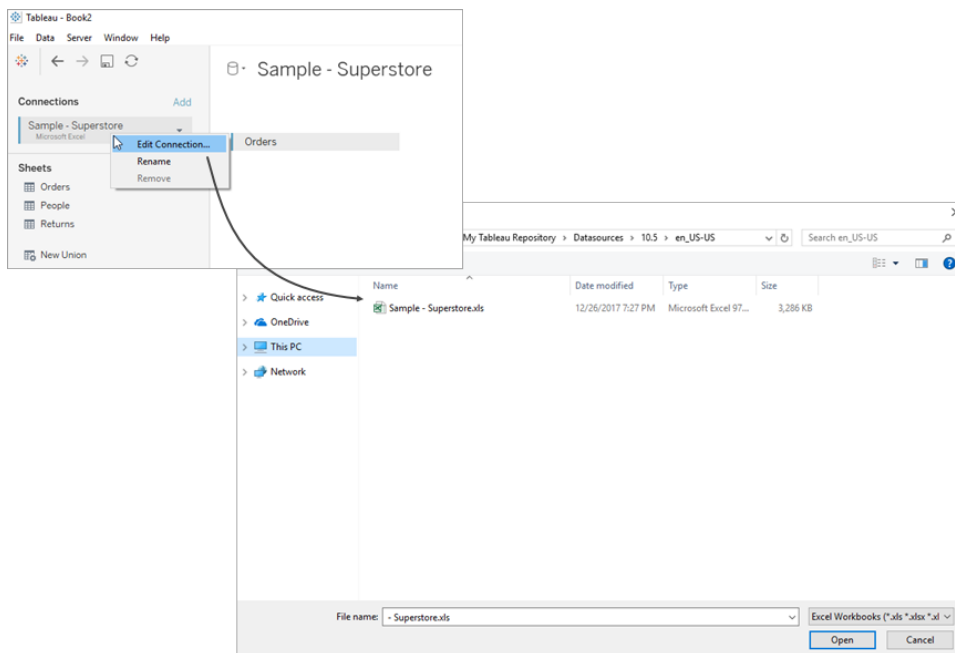 Tableau - Book2
File Data Server Window Help
Sample - Superstore
Connections Add
Sample - Superstore
Microsoft Excel
Edit Connection...
Rename
Remove
Orders
Sheets
Orders
People
Returns
New Union
My Tableau Repository > Datasources > 10.5 > en_US-US
Search en_US-US
Name Date modified Type Size
Quick access
Sample - Superstore.xls 12/26/2017 7:27 PM Microsoft Excel 97... 3,286 KB
OneDrive
This PC
Network
File name: - Superstore.xls Excel Workbooks (*.xls *.xlsx *.xl
Open Cancel